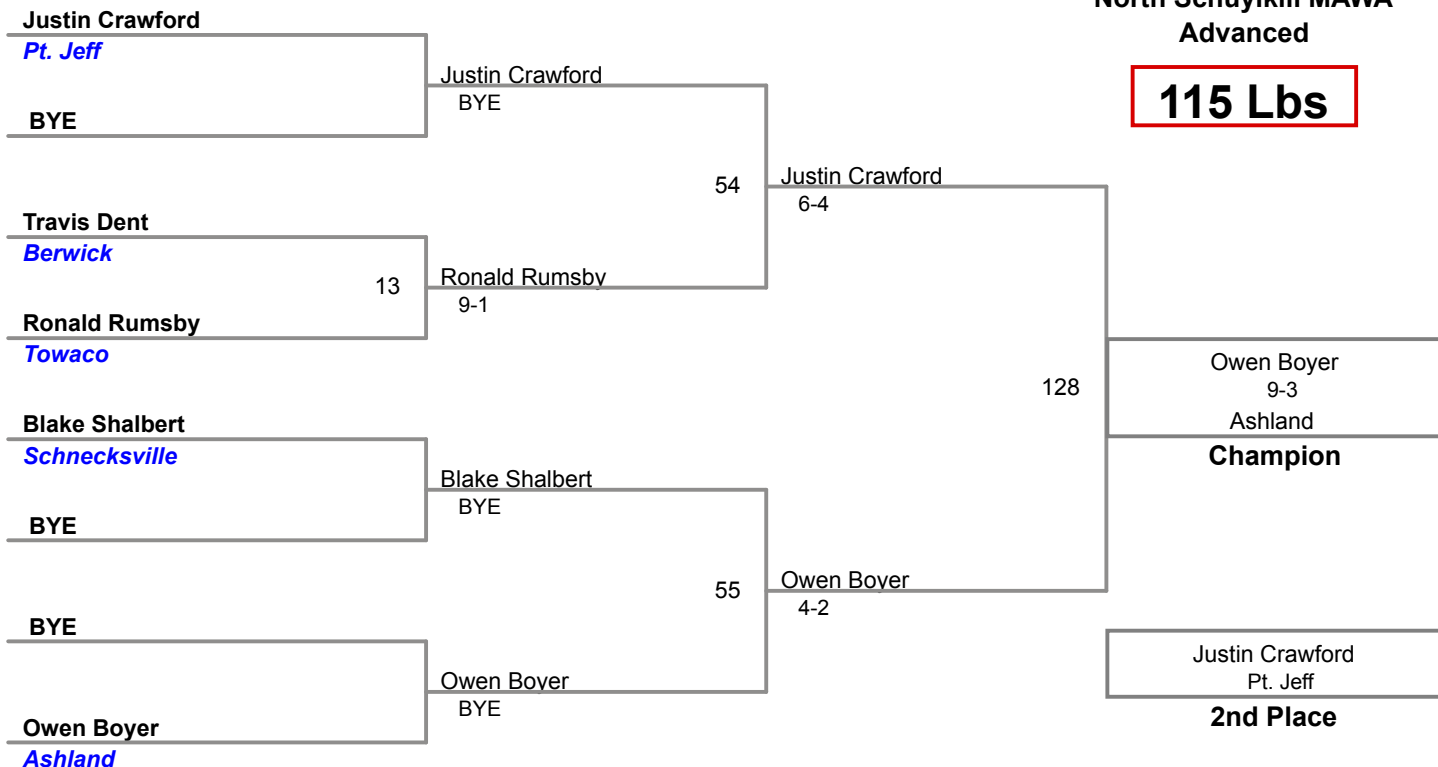 North Schuylkill MAWA
Advanced
115 Lbs
Justin Crawford
Pt. Jeff
BYE
Travis Dent
Berwick
Ronald Rumsby
Towaco
Blake Shalbert
Schnecksville
BYE
BYE
Owen Boyer
Ashland
Justin Crawford
BYE
13
Ronald Rumsby
9-1
Blake Shalbert
BYE
Owen Boyer
BYE
54
Justin Crawford
6-4
55
Owen Boyer
4-2
128
Owen Boyer
9-3
Ashland
Champion
Justin Crawford
Pt. Jeff
2nd Place